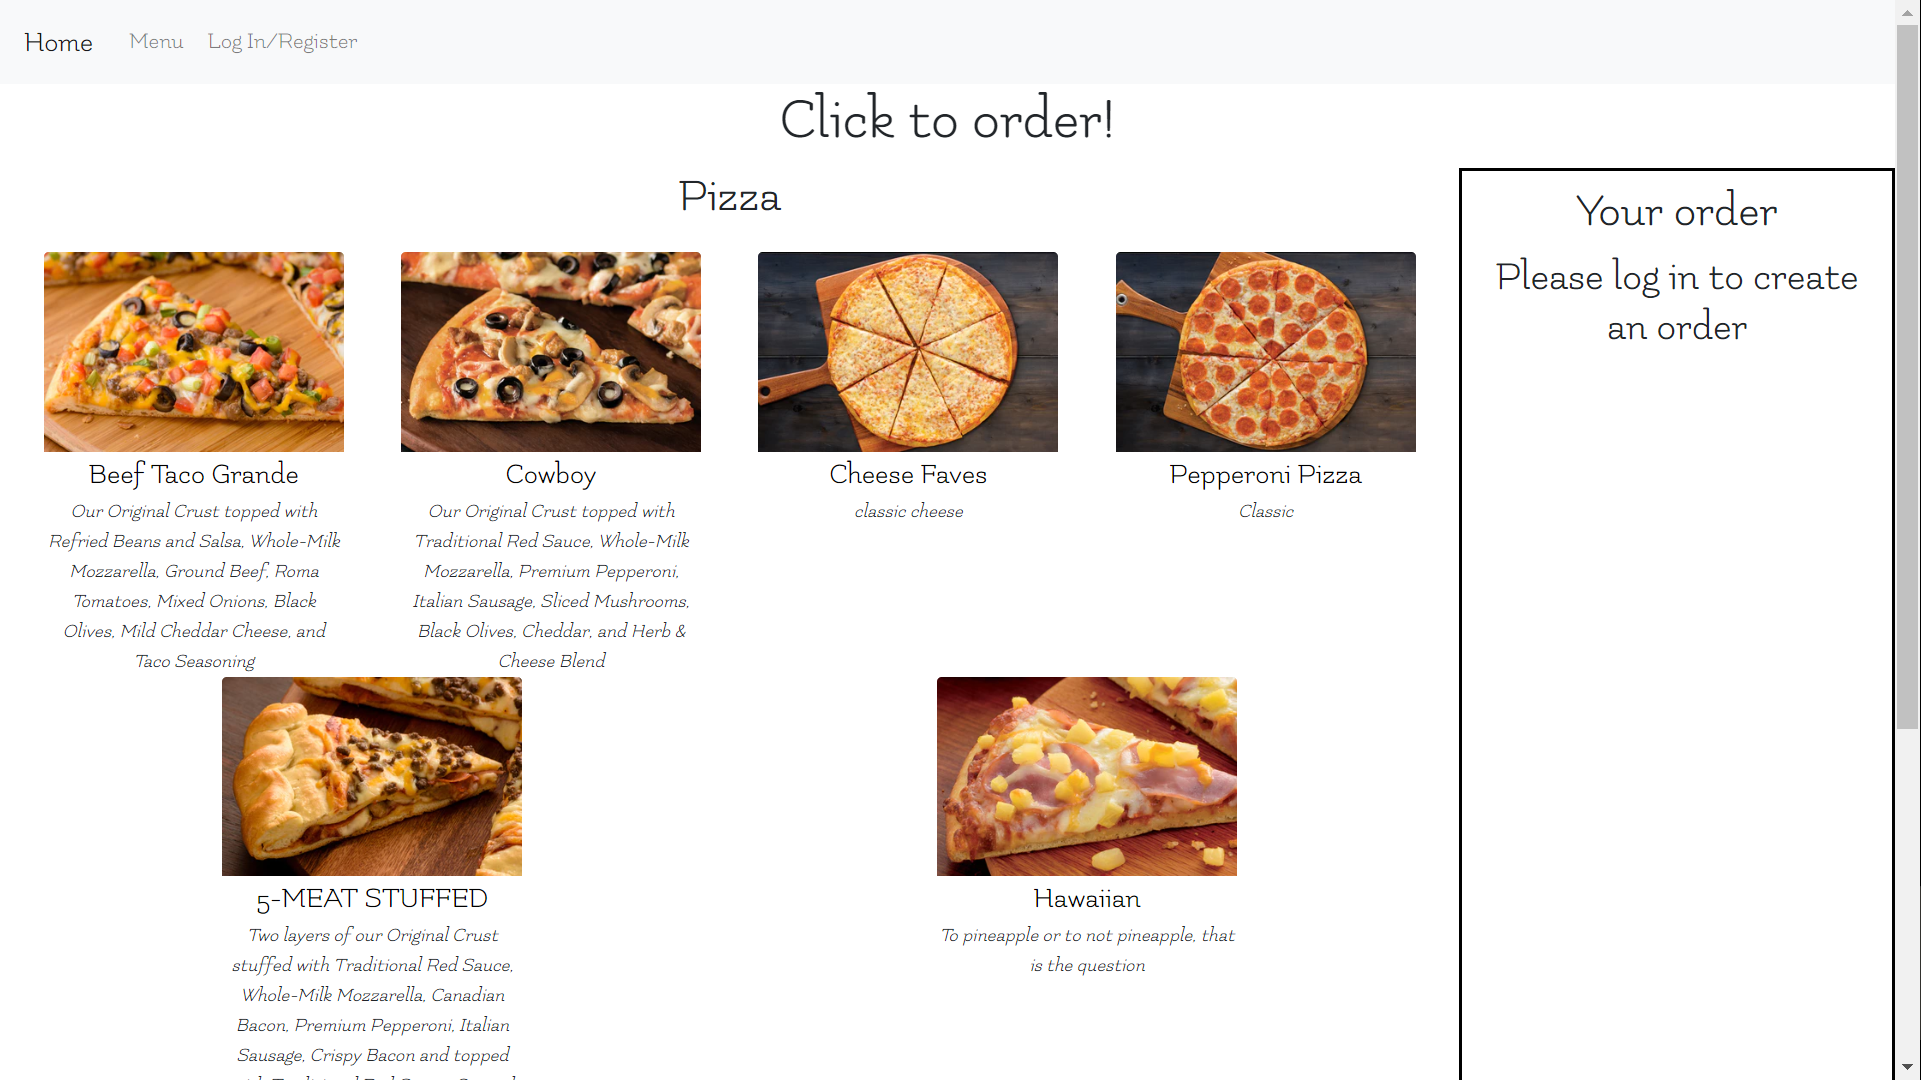 Home Menu Log In/Register
Click to order!
Pizza
Beef Taco Grande
Our Original Crust topped with
Refried Beans and Salsa, Whole-Milk
Mozzarella, Ground Beef, Roma
Tomatoes, Mixed Onions, Black
Olives, Mild Cheddar Cheese, and
Taco Seasoning
Cowboy
Our Original Crust topped with
Traditional Red Sauce, Whole-Milk
Mozzarella, Premium Pepperoni,
Italian Sausage, Sliced Mushrooms,
Black Olives, Cheddar, and Herb &
Cheese Blend
Cheese Faves
classic cheese
Pepperoni Pizza
Classic
5-MEAT STUFFED
Two layers of our Original Crust
stuffed with Traditional Red Sauce,
Whole-Milk Mozzarella, Canadian
Bacon, Premium Pepperoni, Italian
Sausage, Crispy Bacon and topped
Hawaiian
To pineapple or to not pineapple, that
is the question
Your order
Please log in to create
an order